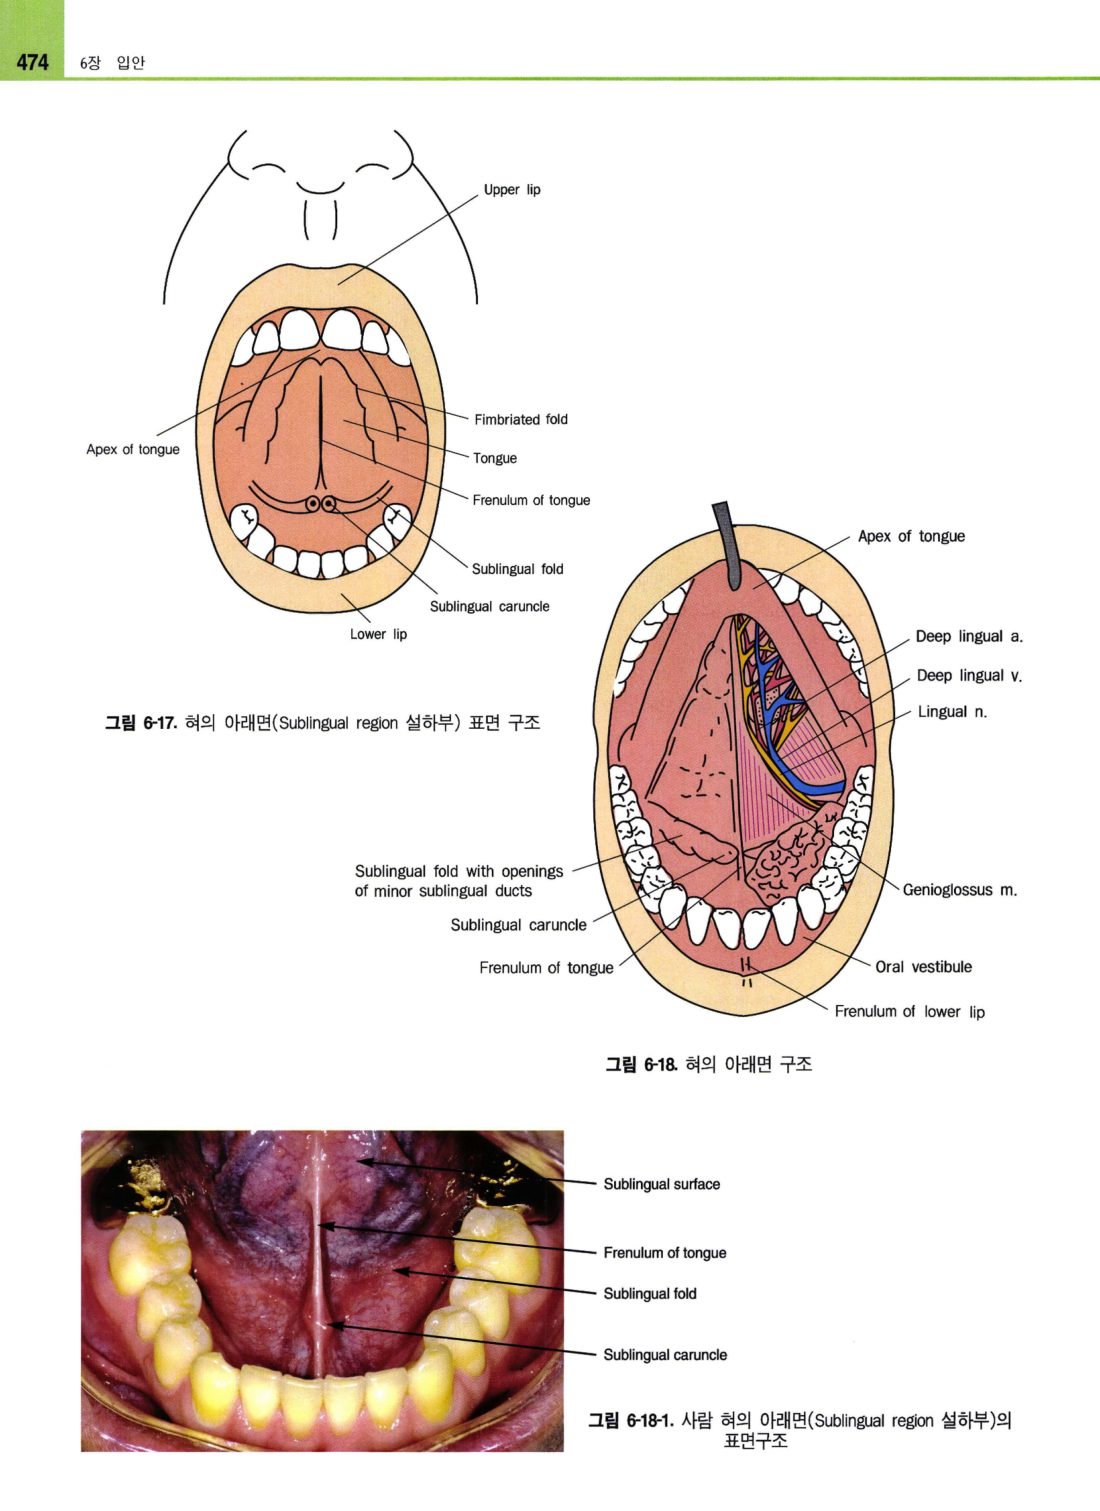 474
6장 입안
Upper lip
Fimbriated fold
Apex of tongue
Tongue
Frenulum of tongue
Sublingual fold
Sublingual caruncle
Lower lip
그림 6-17. 혀의 아래면(Sublingual region 설하부) 표면 구조
Apex of tongue
Deep lingual a.
Deep lingual v.
Lingual n.
Sublingual fold with openings
of minor sublingual ducts
Genioglossus m.
Sublingual caruncle
Frenulum of tongue
Oral vestibule
Frenulum of lower lip
그림 6-18. 혀의 아래면 구조
Sublingual surface
Frenulum of tongue
Sublingual fold
Sublingual caruncle
그림 6-18-1. 사람 혀의 아래면(Sublingual region 설하부)의
표면구조